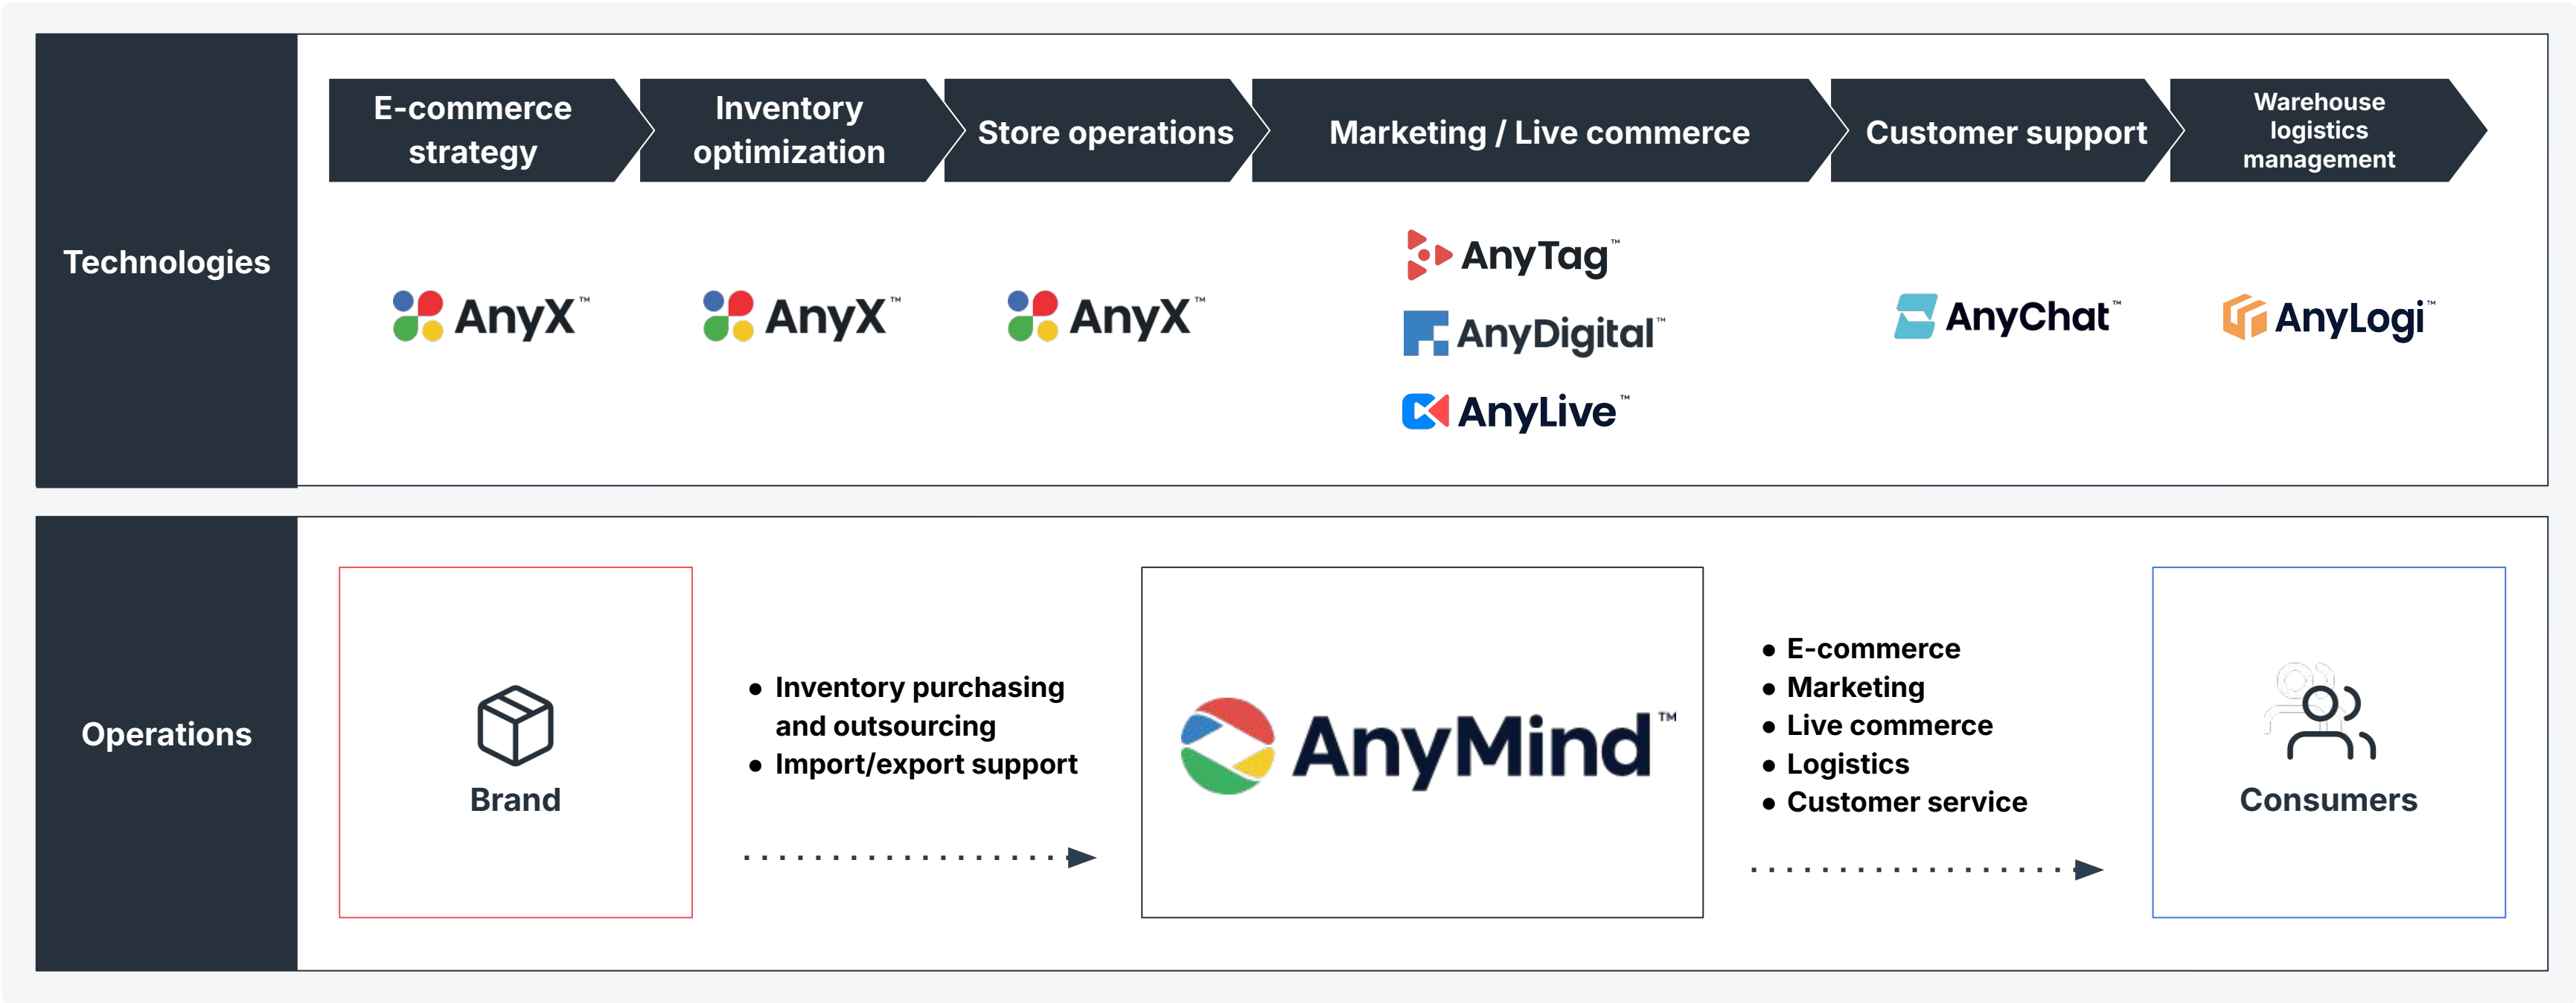 Technologies
E-commerce
strategy
Inventory
optimization
Store operations
Marketing / Live commerce
Customer support
Warehouse
logistics
management
AnyX™
AnyX™
AnyX™
AnyTag™
AnyDigital™
AnyLive™
AnyChat™
AnyLogi™
Operations
Brand
● Inventory purchasing
and outsourcing
● Import/export support
AnyMind™
● E-commerce
● Marketing
● Live commerce
● Logistics
● Customer service
Consumers